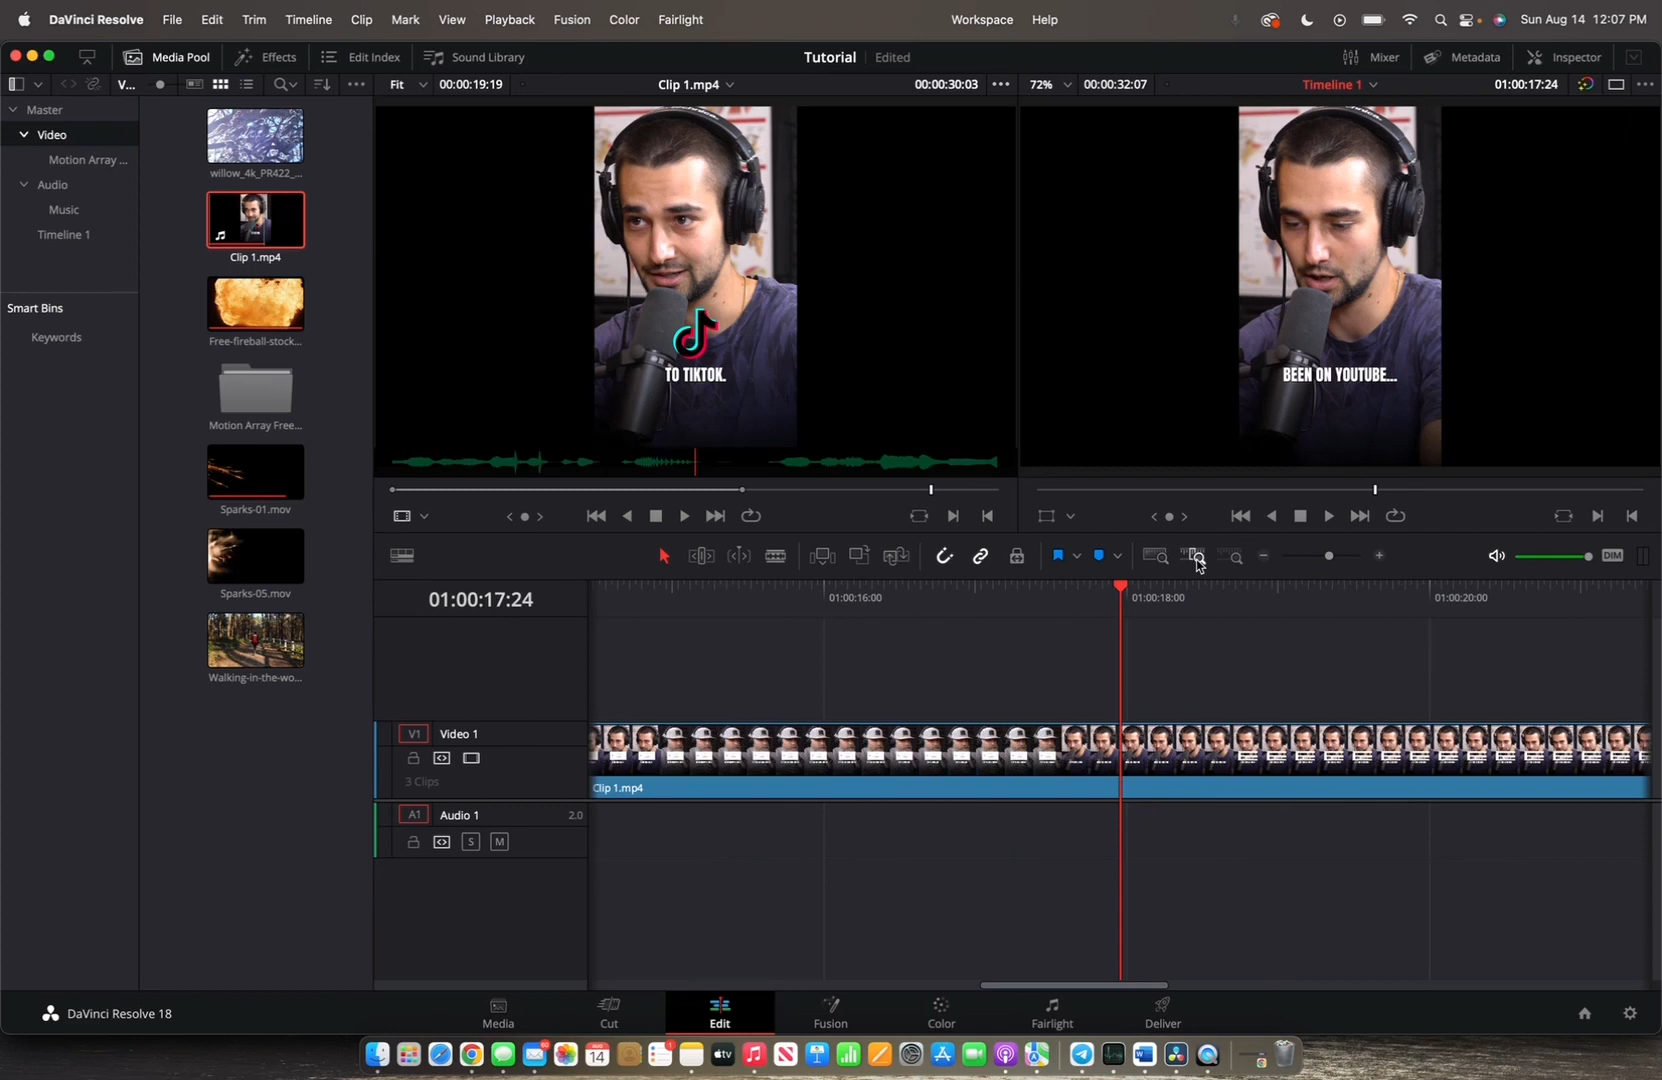 DaVinci Resolve File Edit Trim Timeline Clip Mark View Playback Fusion Color Fairlight Workspace Help Sun Aug 14 12:07 PM
Media Pool Effects Edit Index Sound Library Tutorial Edited Mixer Metadata Inspector
V... Fit 00:00:19:19 Clip 1.mp4 00:00:30:03 72% 00:00:32:07 Timeline 1 01:00:17:24
Master
Video
Motion Array ...
Audio
Music
Timeline 1
Smart Bins
Keywords
willow_4k_PR422_...
Clip 1.mp4
Free-fireball-stock...
Motion Array Free...
Sparks-01.mov
Sparks-05.mov
Walking-in-the-wo...
TO TIKTOK.
BEEN ON YOUTUBE...
DIM
01:00:17:24
01:00:16:00 01:00:18:00 01:00:20:00
V1 Video 1
3 Clips
Clip 1.mp4
A1 Audio 1 2.0
S M
DaVinci Resolve 18
Media Cut Edit Fusion Color Fairlight Deliver
AUG
14
tv